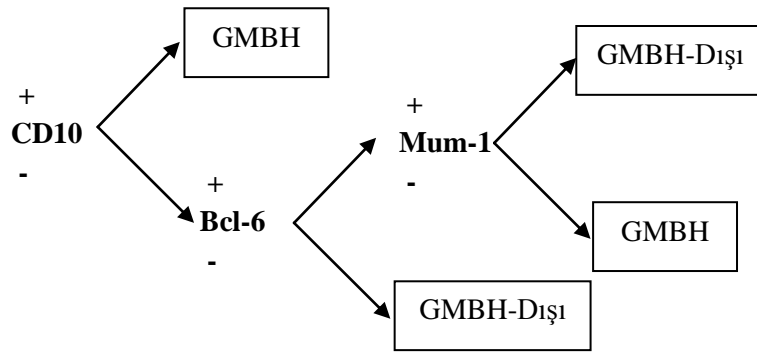 GMBH
GMBH-Dışı
+
CD10
-
+
Mum-1
-
+
Bcl-6
-
GMBH
GMBH-Dışı